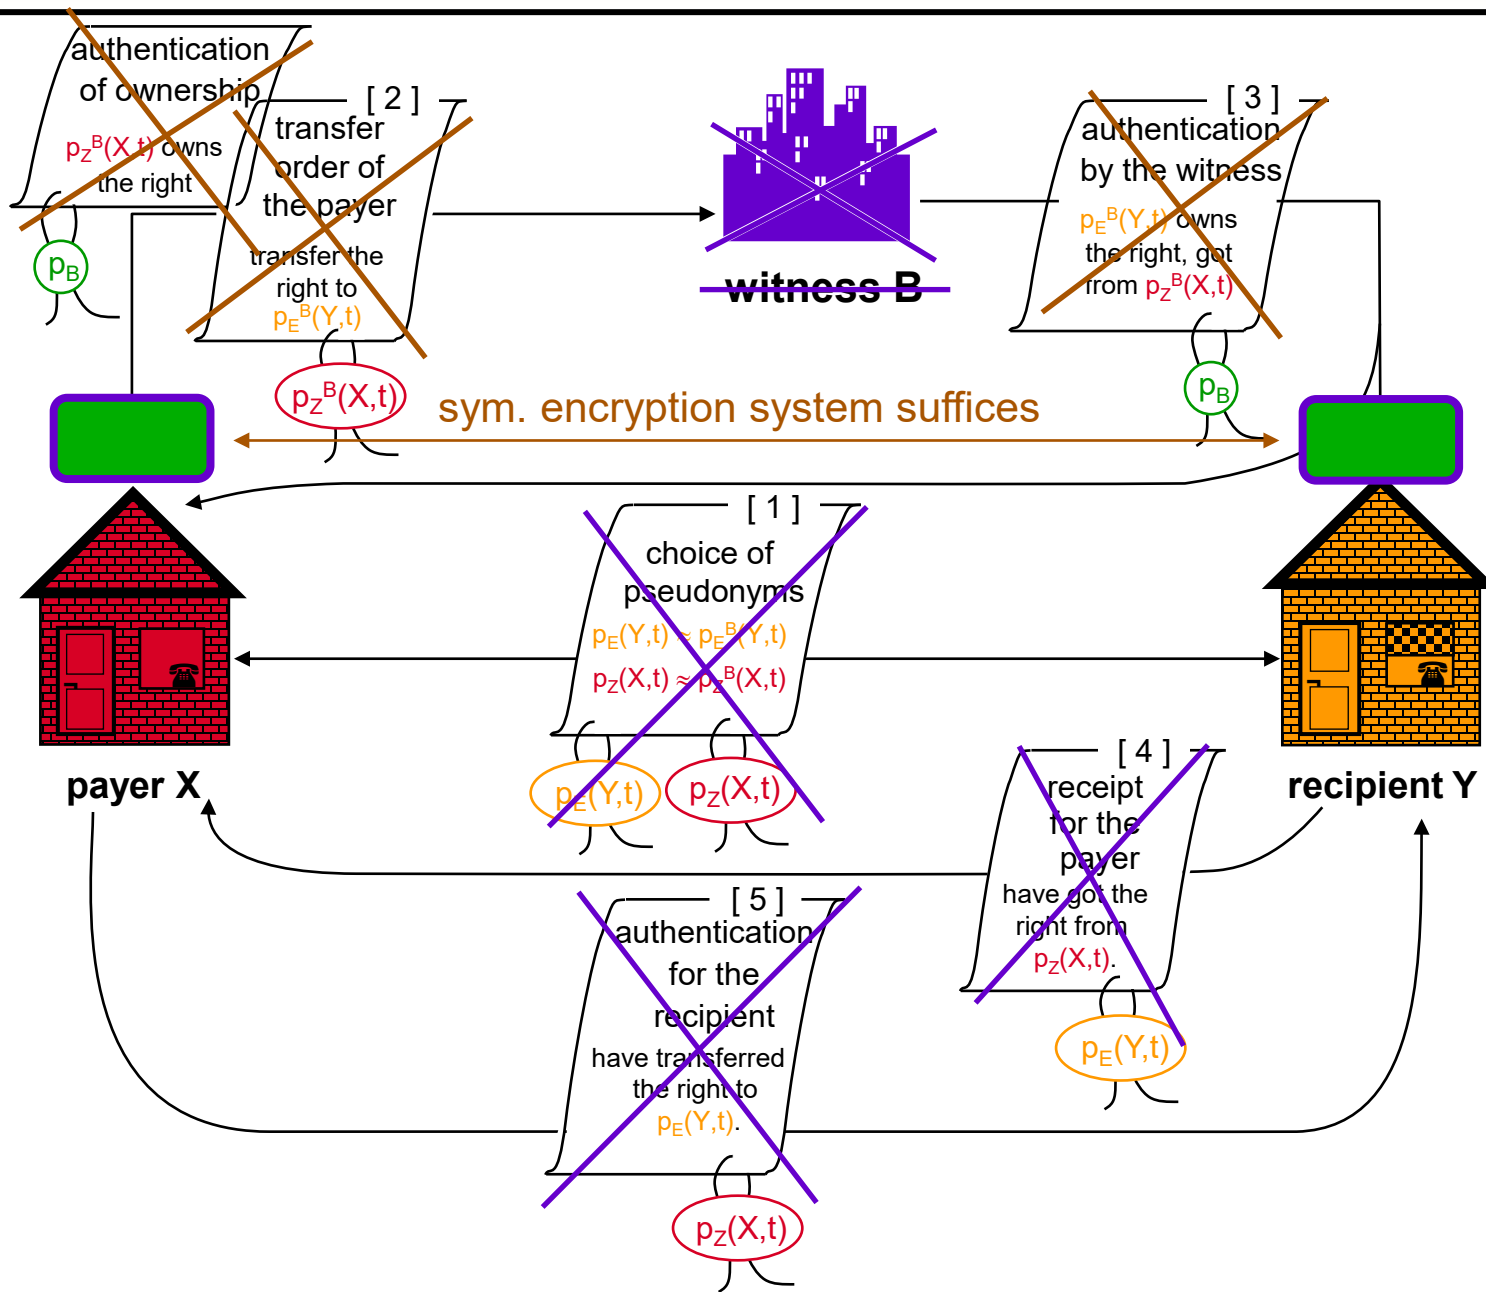 authentication
of ownership
p_Z^B(X,t) owns
the right
p_B
[ 2 ]
transfer
order of
the payer
transfer the
right to
p_E^B(Y,t)
p_Z^B(X,t)
witness B
[ 3 ]
authentication
by the witness
p_E^B(Y,t) owns
the right, got
from p_Z^B(X,t)
p_B
sym. encryption system suffices
[ 1 ]
choice of
pseudonyms
p_E(Y,t) ≈ p_E^B(Y,t)
p_Z(X,t) ≈ p_Z^B(X,t)
p_E(Y,t)
p_Z(X,t)
payer X
recipient Y
[ 4 ]
receipt
for the
payer
have got the
right from
p_Z(X,t).
p_E(Y,t)
[ 5 ]
authentication
for the
recipient
have transferred
the right to
p_E(Y,t).
p_Z(X,t)